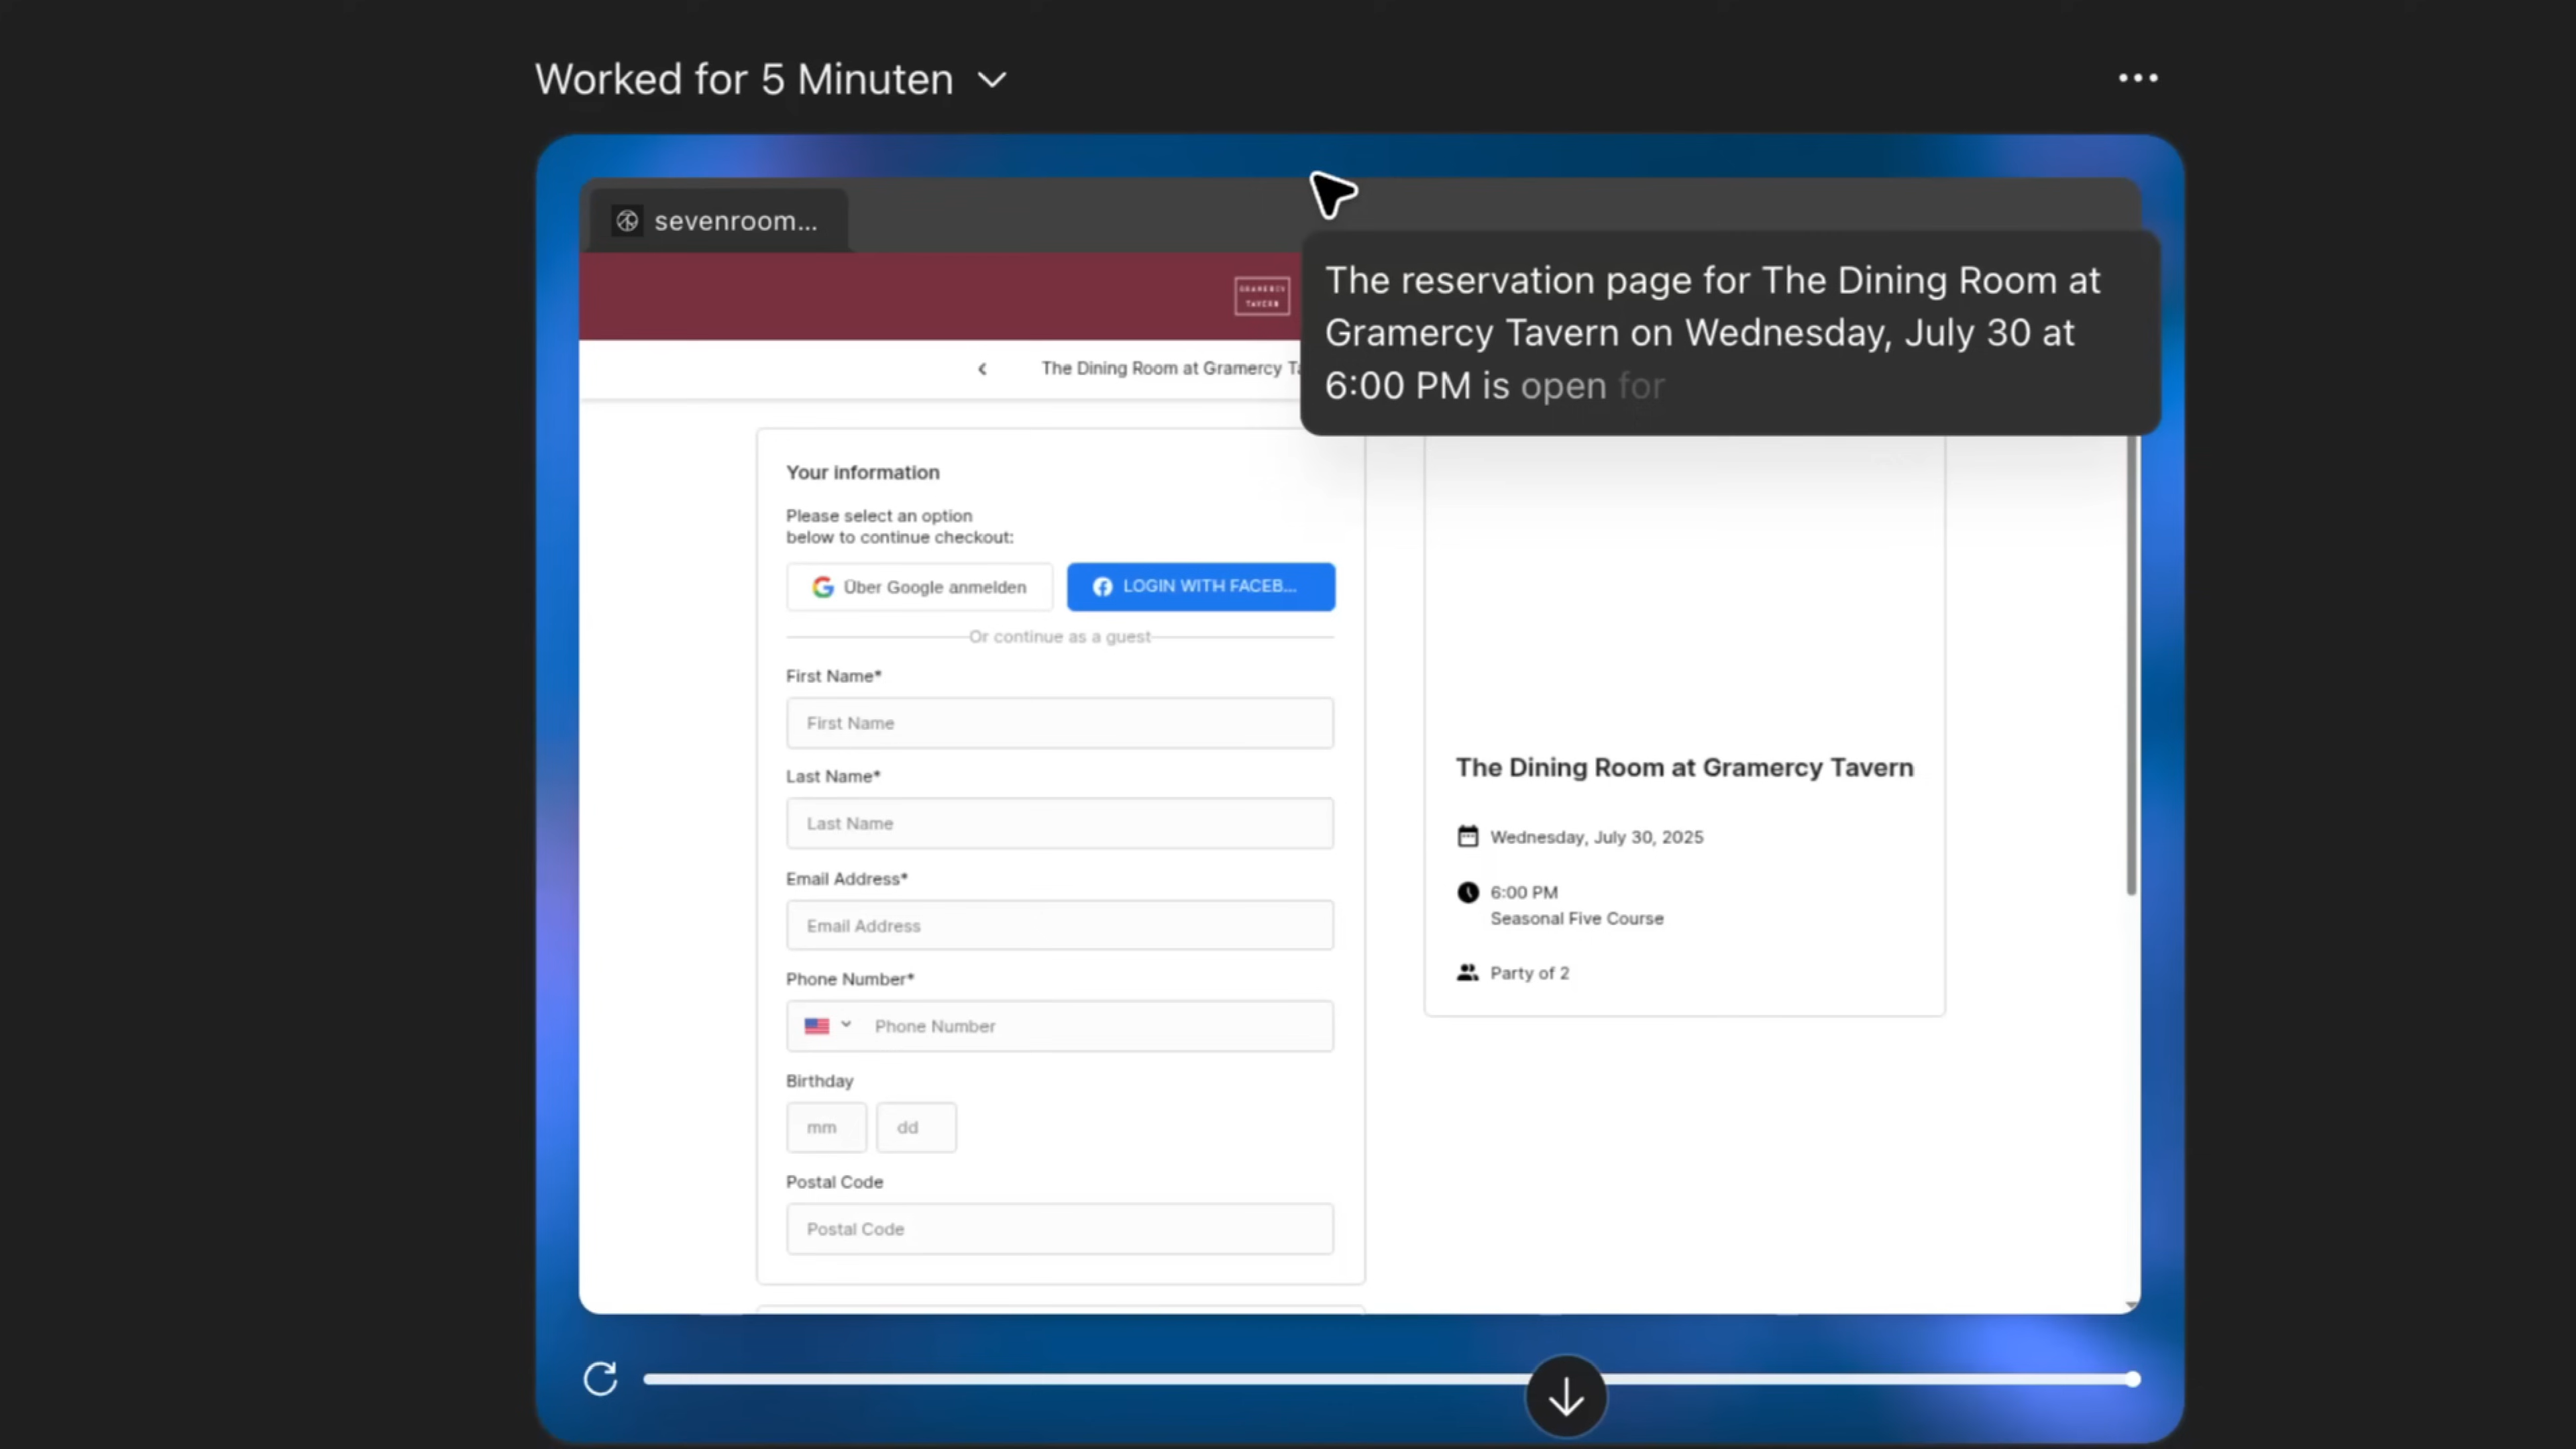 Worked for 5 Minuten
sevenroom...
GRAMERCY
TAVERN
The reservation page for The Dining Room at
Gramercy Tavern on Wednesday, July 30 at
6:00 PM is open for
The Dining Room at Gramercy Ta
Your information
Please select an option
below to continue checkout:
Über Google anmelden
LOGIN WITH FACEB...
Or continue as a guest
First Name*
First Name
Last Name*
Last Name
Email Address*
Email Address
Phone Number*
Phone Number
Birthday
mm dd
Postal Code
Postal Code
The Dining Room at Gramercy Tavern
Wednesday, July 30, 2025
6:00 PM
Seasonal Five Course
Party of 2